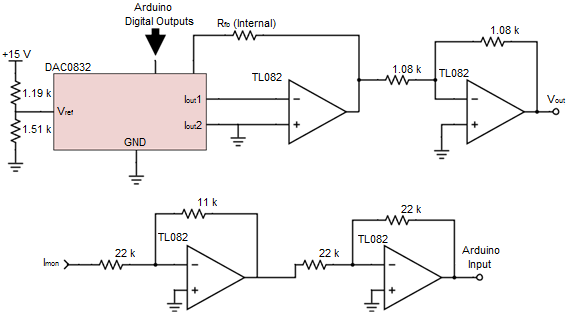 Arduino
Digital Outputs
Rfb (Internal)
+15 V
DAC0832
1.08 k
1.08 k
TL082
TL082
1.19 k
Iout1
−
−
Vref
Vout
1.51 k
Iout2
+
+
GND
11 k
22 k
TL082
TL082
Imon
22 k
22 k
Arduino
Input
−
−
+
+